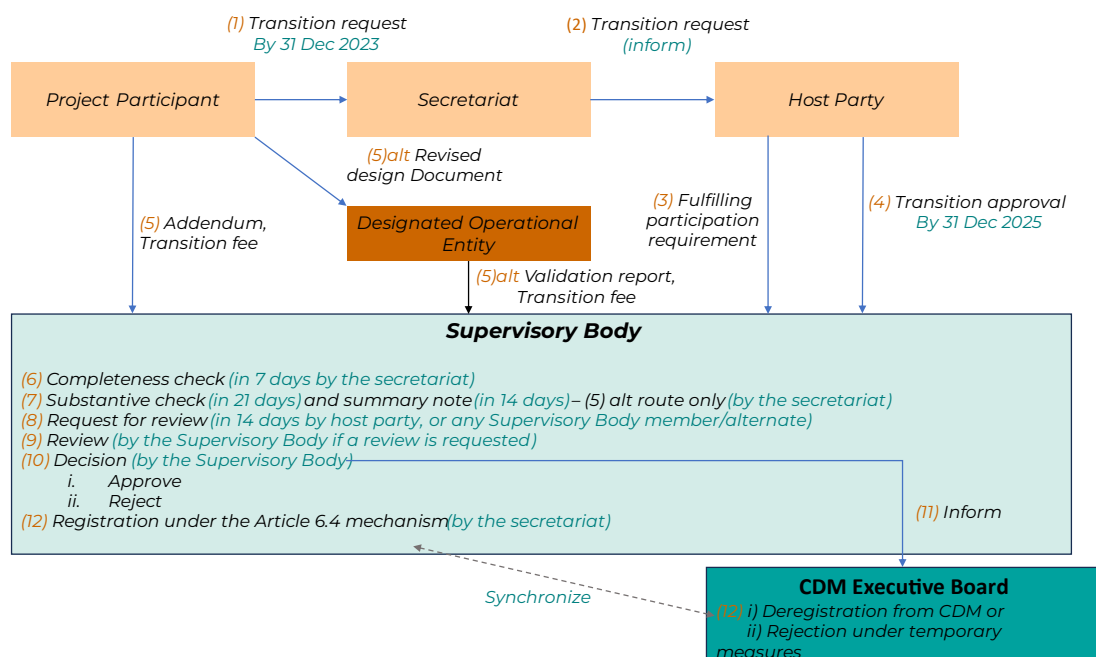 (1) Transition request
By 31 Dec 2023
(2) Transition request
(inform)
Project Participant
Secretariat
Host Party
(5)alt Revised
design Document
(5) Addendum,
Transition fee
Designated Operational
Entity
(3) Fulfilling
participation
requirement
(4) Transition approval
By 31 Dec 2025
(5)alt Validation report,
Transition fee
Supervisory Body
(6) Completeness check (in 7 days by the secretariat)
(7) Substantive check (in 21 days) and summary note (in 14 days) – (5) alt route only (by the secretariat)
(8) Request for review (in 14 days by host party, or any Supervisory Body member/alternate)
(9) Review (by the Supervisory Body if a review is requested)
(10) Decision (by the Supervisory Body)
i. Approve
ii. Reject
(12) Registration under the Article 6.4 mechanism (by the secretariat)
(11) Inform
Synchronize
CDM Executive Board
(12) i) Deregistration from CDM or
ii) Rejection under temporary
measures